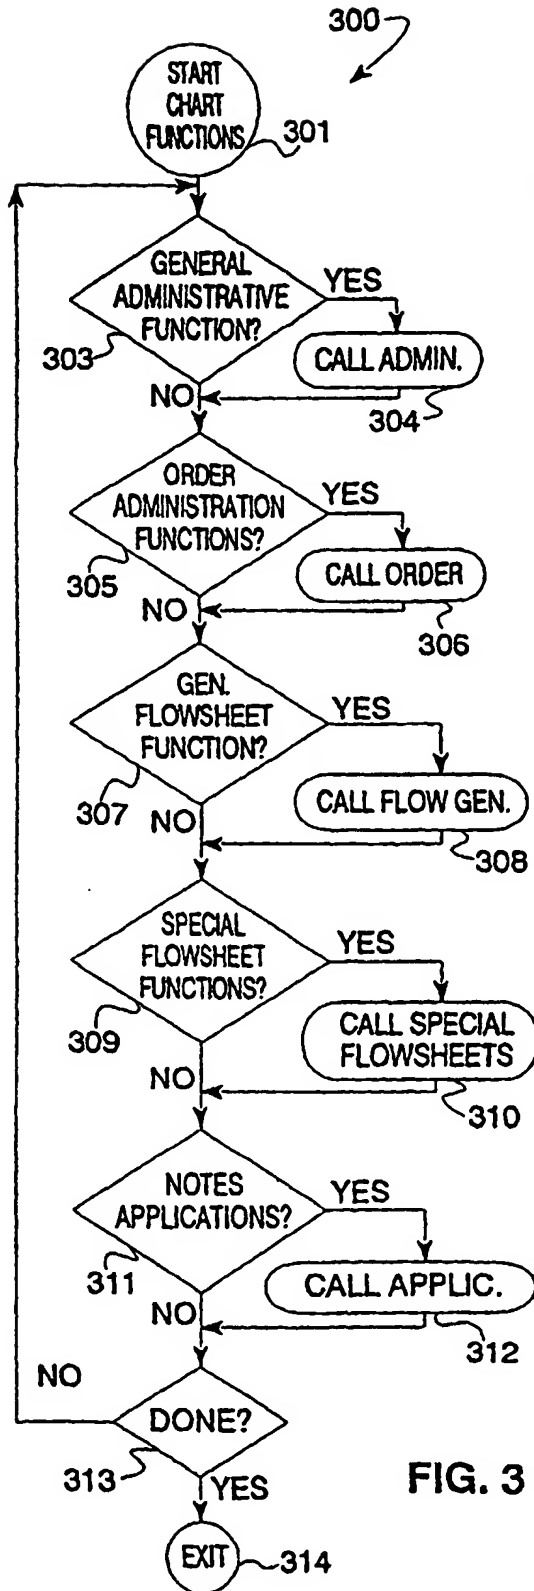 300
START
CHART
FUNCTIONS
301
GENERAL
ADMINISTRATIVE
FUNCTION?
YES
303
CALL ADMIN.
NO
304
ORDER
ADMINISTRATION
FUNCTIONS?
YES
305
CALL ORDER
NO
306
GEN.
FLOWSHEET
FUNCTION?
YES
307
CALL FLOW GEN.
NO
308
SPECIAL
FLOWSHEET
FUNCTIONS?
YES
309
CALL SPECIAL
FLOWSHEETS
NO
310
NOTES
APPLICATIONS?
YES
311
CALL APPLIC.
NO
312
NO
DONE?
313
YES
FIG. 3
EXIT
314